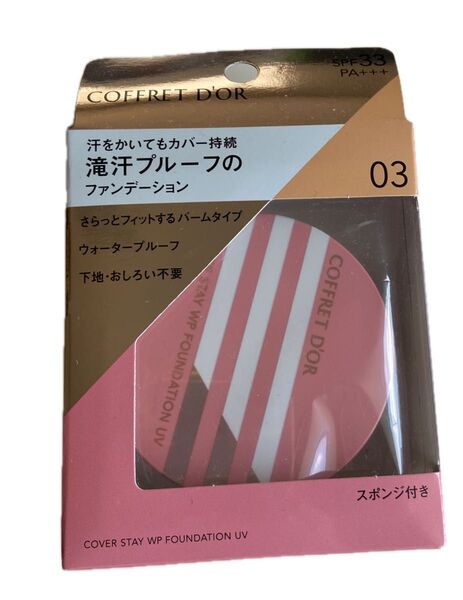 SPF33
PA+++
COFFRET D'OR
汗をかいてもカバー持続
滝汗プルーフの
ファンデーション
03
さらっとフィットするバームタイプ
ウォータープルーフ
下地・おしろい不要
COFFRET D'OR
STAY WP FOUNDATION UV
スポンジ付き
COVER STAY WP FOUNDATION UV